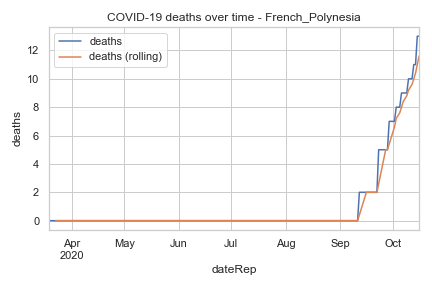 COVID-19 deaths over time - French_Polynesia
deaths
deaths (rolling)
deaths
12
10
8
6
4
2
0
Apr
2020
May
Jun
Jul
Aug
Sep
Oct
dateRep